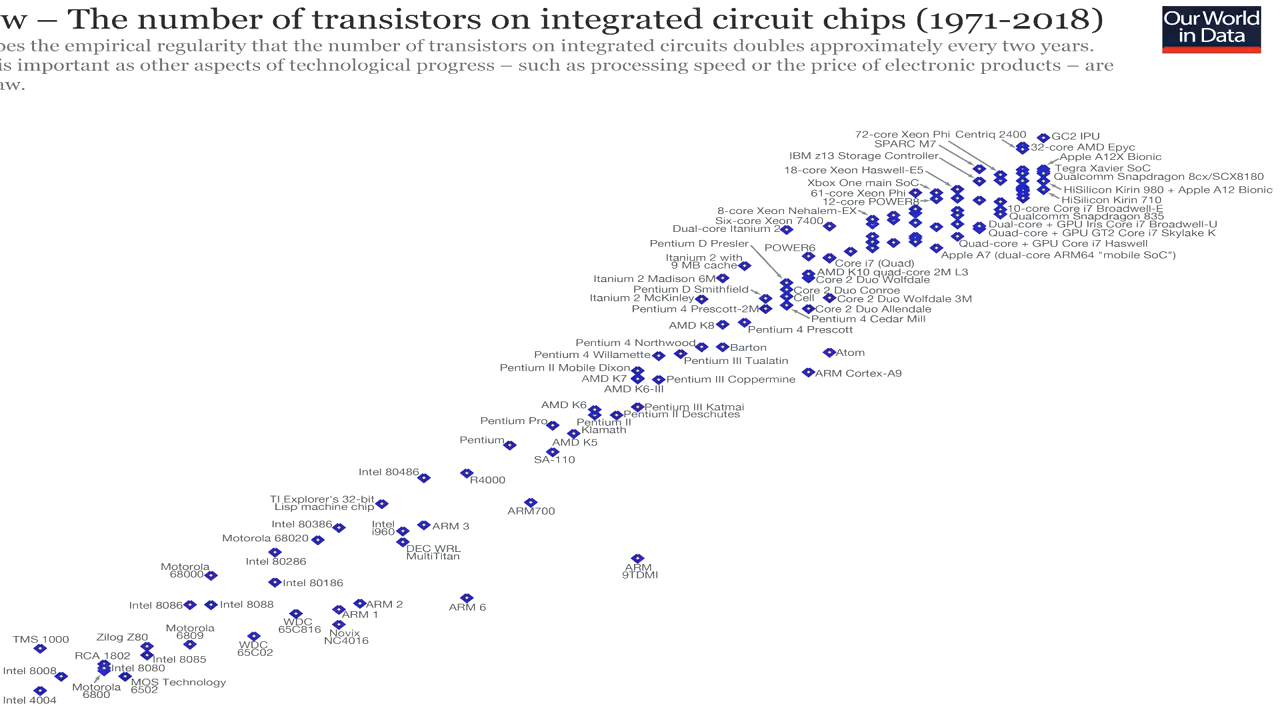 w – The number of transistors on integrated circuit chips (1971-2018)
Our World
in Data
bes the empirical regularity that the number of transistors on integrated circuits doubles approximately every two years.
is important as other aspects of technological progress – such as processing speed or the price of electronic products – are
aw.
72-core Xeon Phi
Centriq 2400
GC2 IPU
SPARC M7
32-core AMD Epyc
IBM z13 Storage Controller
Apple A12X Bionic
18-core Xeon Haswell-E5
Tegra Xavier SoC
Qualcomm Snapdragon 8cx/SCX8180
Xbox One main SoC
61-core Xeon Phi
HiSilicon Kirin 980 + Apple A12 Bionic
12-core POWER8
HiSilicon Kirin 710
8-core Xeon Nehalem-EX
10-core Core i7 Broadwell-E
Six-core Xeon 7400
Qualcomm Snapdragon 835
Dual-core Itanium 2
Dual-core + GPU Iris Core i7 Broadwell-U
Quad-core + GPU GT2 Core i7 Skylake K
Pentium D Presler
POWER6
Quad-core + GPU Core i7 Haswell
Itanium 2 with
9 MB cache
Apple A7 (dual-core ARM64 "mobile SoC")
Core i7 (Quad)
AMD K10 quad-core 2M L3
Itanium 2 Madison 6M
Core 2 Duo Wolfdale
Pentium D Smithfield
Core 2 Duo Conroe
Itanium 2 McKinley
Cell
Core 2 Duo Wolfdale 3M
Pentium 4 Prescott-2M
Core 2 Duo Allendale
Pentium 4 Cedar Mill
AMD K8
Pentium 4 Prescott
Pentium 4 Northwood
Barton
Atom
Pentium 4 Willamette
Pentium III Tualatin
Pentium II Mobile Dixon
ARM Cortex-A9
AMD K7
Pentium III Coppermine
AMD K6-III
AMD K6
Pentium III Katmai
Pentium II Deschutes
Pentium Pro
Pentium II
Klamath
Pentium
AMD K5
SA-110
Intel 80486
R4000
TI Explorer's 32-bit
Lisp machine chip
ARM700
Intel 80386
Intel
i960
ARM 3
Motorola 68020
DEC WRL
MultiTitan
Intel 80286
Motorola
68000
ARM
9TDMI
Intel 80186
Intel 8086
Intel 8088
ARM 2
ARM 6
ARM 1
WDC
65C816
Motorola
6809
Novix
NC4016
TMS 1000
Zilog Z80
WDC
65C02
RCA 1802
Intel 8085
Intel 8008
Intel 8080
Motorola
6800
MOS Technology
6502
Intel 4004